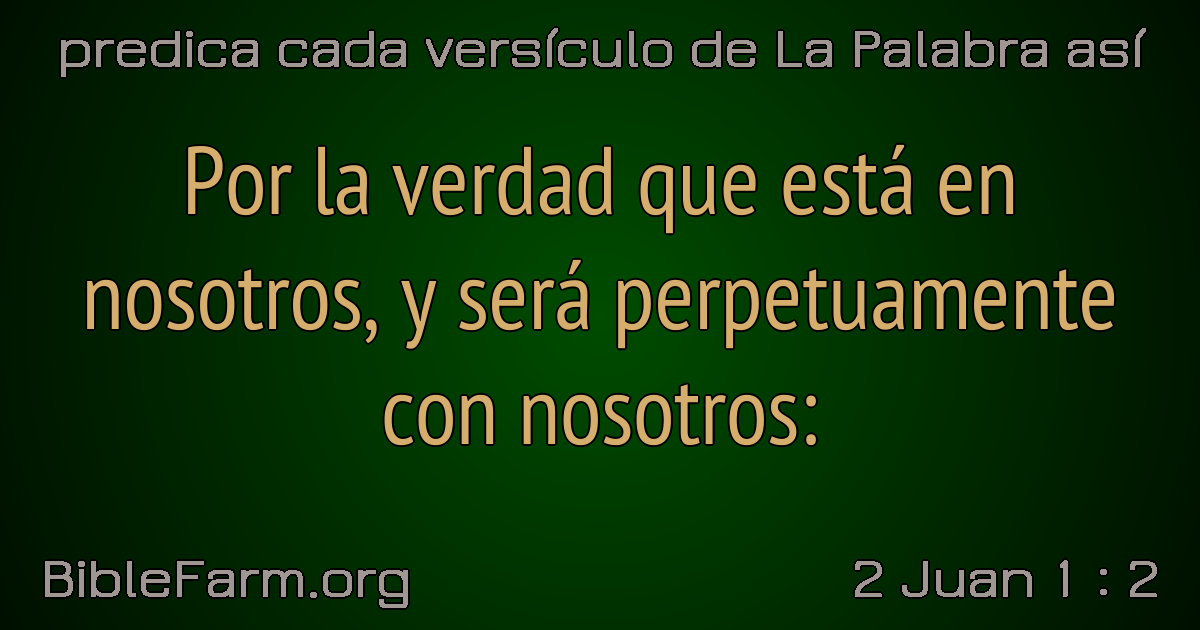 predica cada versículo de La Palabra así
Por la verdad que está en
nosotros, y será perpetuamente
con nosotros:
BibleFarm.org
2 Juan 1 : 2